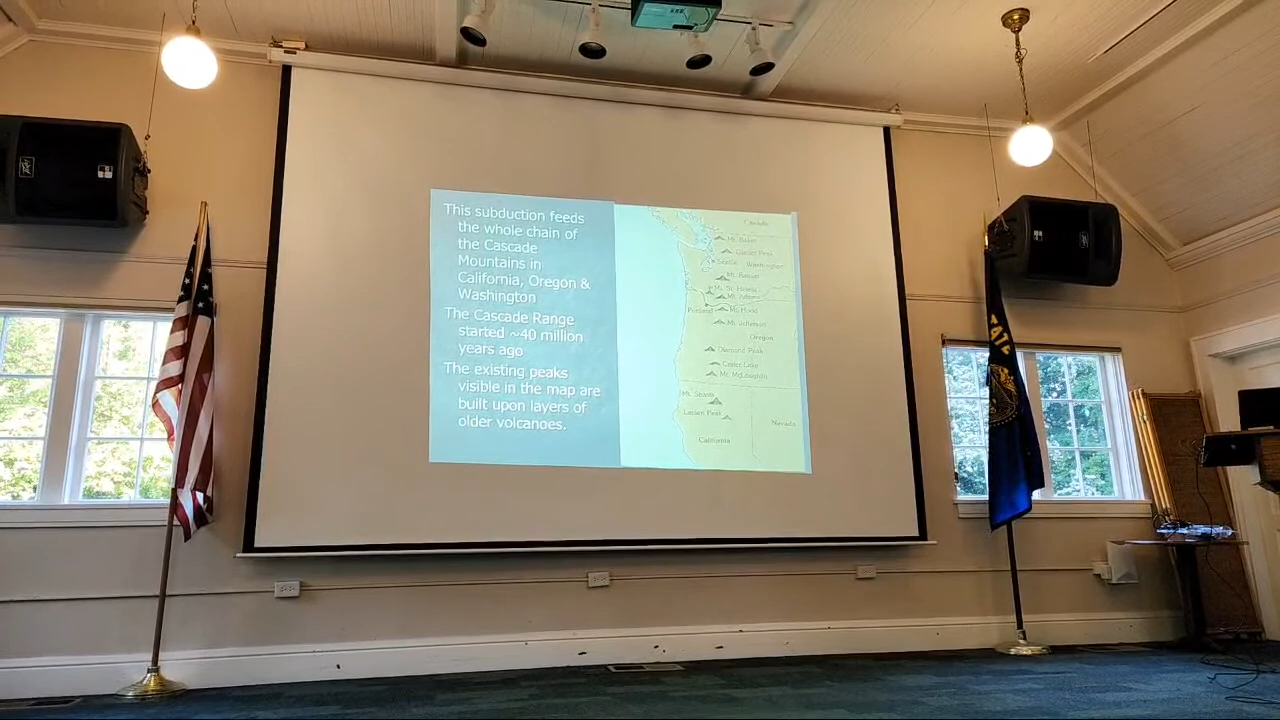 This subduction feeds
the whole chain of
the Cascade
Mountains in
California, Oregon &
Washington
The Cascade Range
started ~40 million
years ago
The existing peaks
visible in the map are
built upon layers of
older volcanoes.
Canada
Mt. Baker
Glacier Peak
Seattle
Washington
Mt. Rainier
Mt. St. Helens
Mt. Adams
Portland
Mt. Hood
Mt. Jefferson
Oregon
Diamond Peak
Crater Lake
Mt. McLoughlin
Mt. Shasta
Lassen Peak
Nevada
California